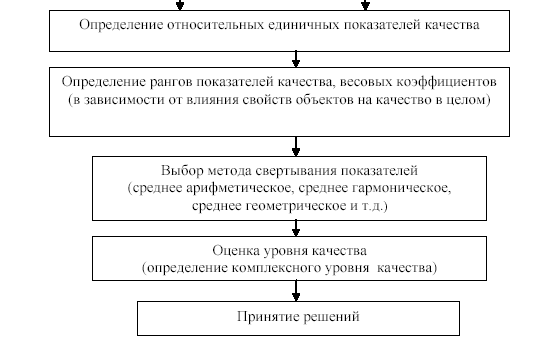 Определение относительных единичных показателей качества
Определение рангов показателей качества, весовых коэффициентов
(в зависимости от влияния свойств объектов на качество в целом)
Выбор метода свертывания показателей
(среднее арифметическое, среднее гармоническое,
среднее геометрическое и т.д.)
Оценка уровня качества
(определение комплексного уровня качества)
Принятие решений